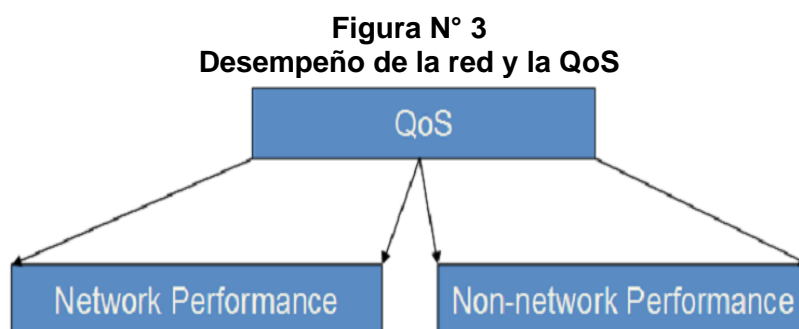 Figura N° 3
Desempeño de la red y la QoS
QoS
Network Performance
Non-network Performance